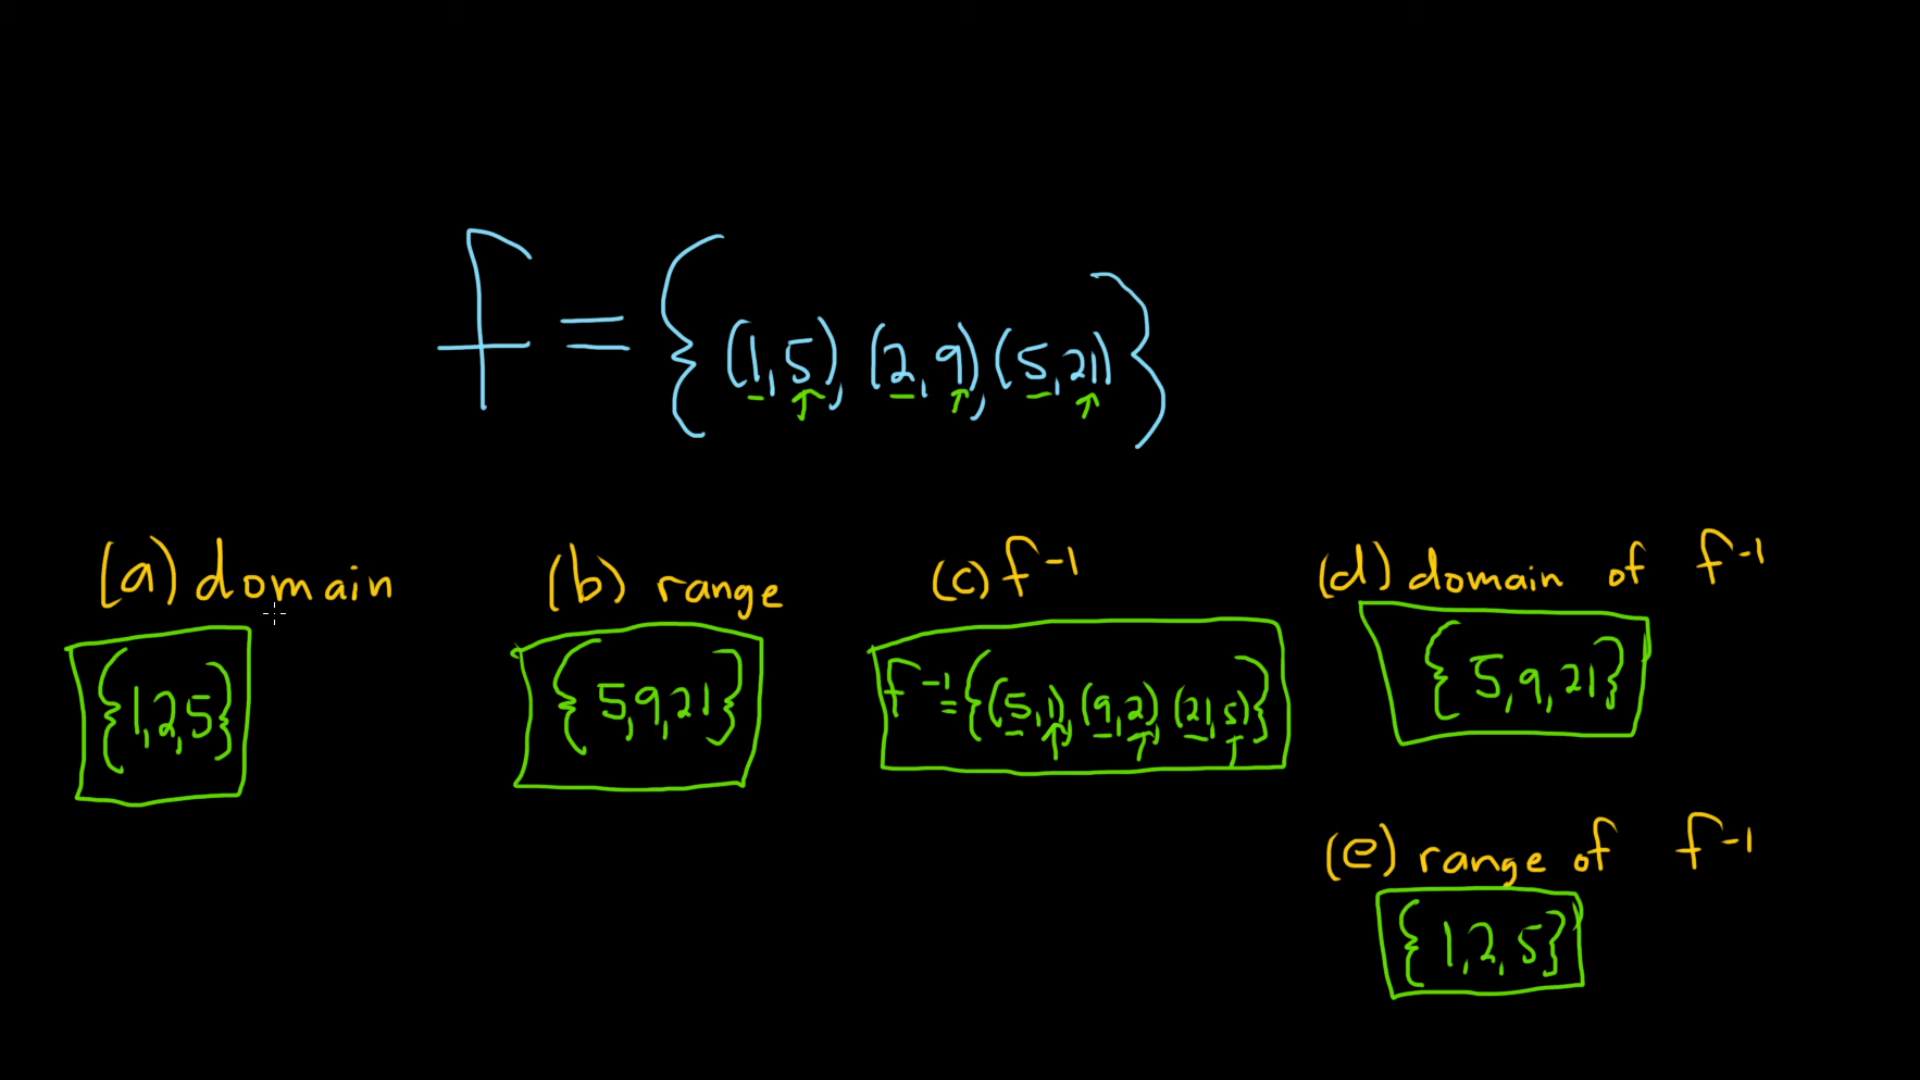 f = {(1,5), (2,9), (5,21)}
(a) domain
{1,2,5}
(b) range
{5,9,21}
(c) f⁻¹
f⁻¹ = {(5,1), (9,2), (21,5)}
(d) domain of f⁻¹
{5,9,21}
(e) range of f⁻¹
{1,2,5}